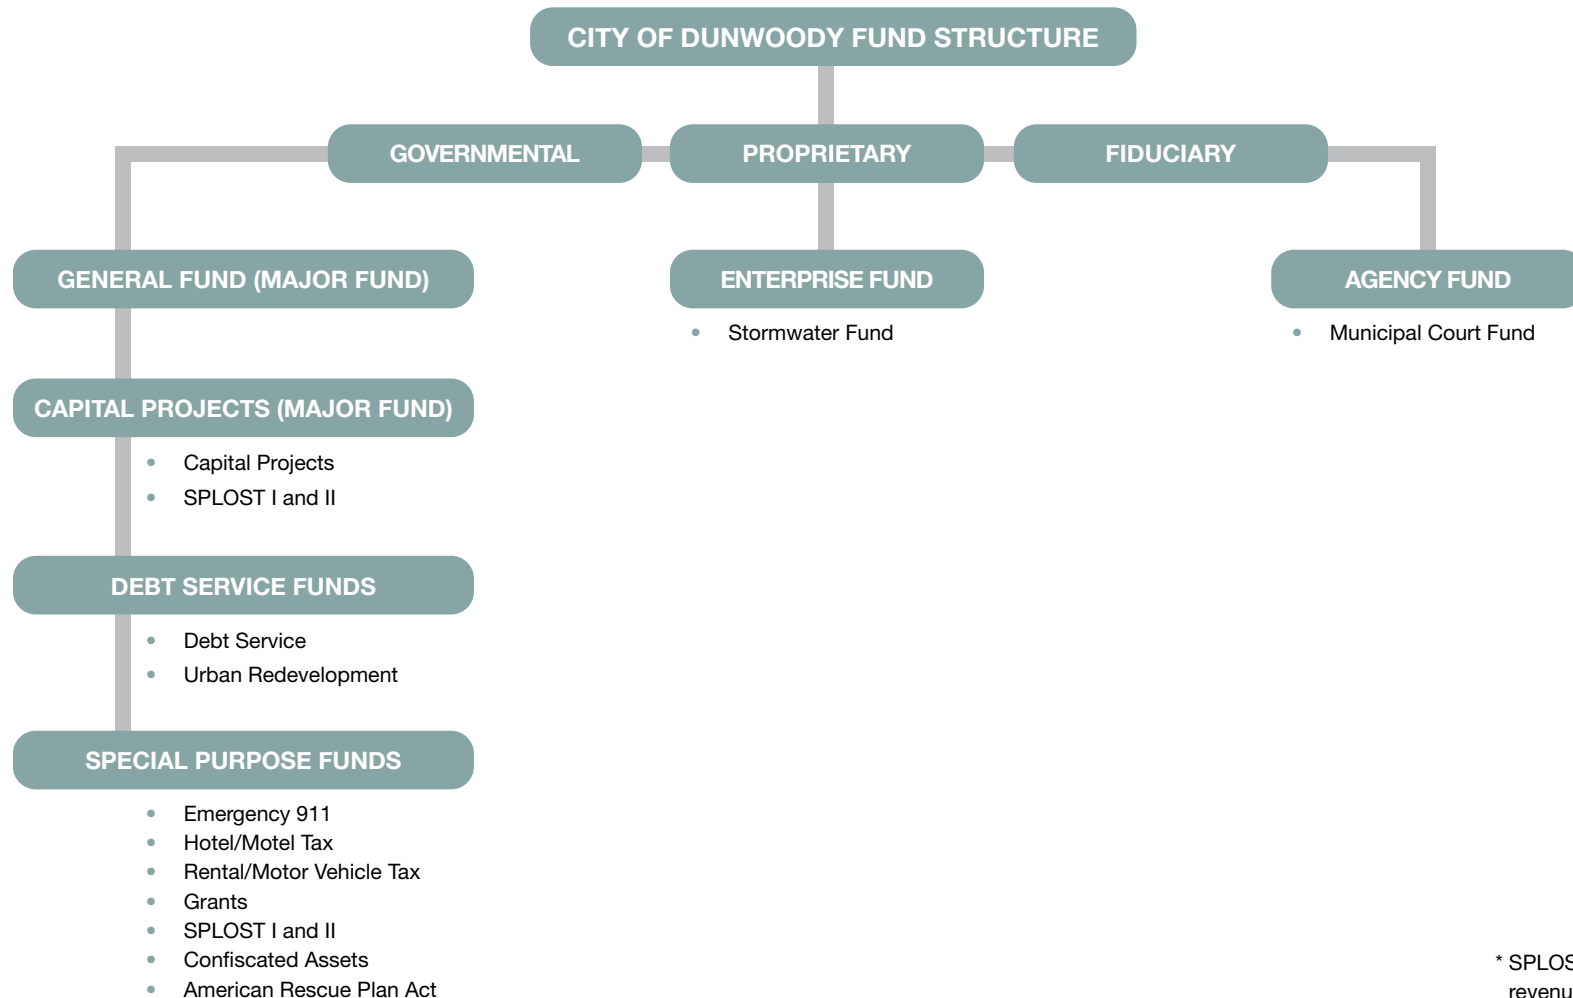 CITY OF DUNWOODY FUND STRUCTURE
GOVERNMENTAL
PROPRIETARY
FIDUCIARY
GENERAL FUND (MAJOR FUND)
CAPITAL PROJECTS (MAJOR FUND)
• Capital Projects
• SPLOST I and II
DEBT SERVICE FUNDS
• Debt Service
• Urban Redevelopment
SPECIAL PURPOSE FUNDS
• Emergency 911
• Hotel/Motel Tax
• Rental/Motor Vehicle Tax
• Grants
• SPLOST I and II
• Confiscated Assets
• American Rescue Plan Act
ENTERPRISE FUND
• Stormwater Fund
AGENCY FUND
• Municipal Court Fund
*